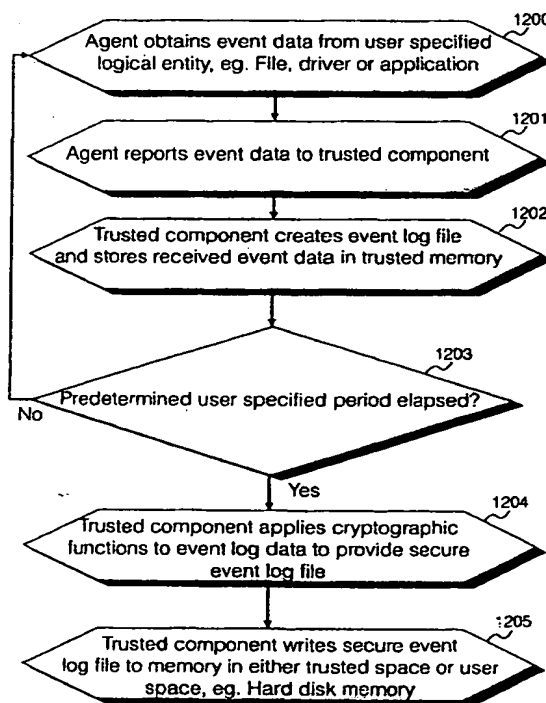 1200
Agent obtains event data from user specified
logical entity, eg. File, driver or application
1201
Agent reports event data to trusted component
1202
Trusted component creates event log file
and stores received event data in trusted memory
1203
Predetermined user specified period elapsed?
No
Yes
1204
Trusted component applies cryptographic
functions to event log data to provide secure
event log file
1205
Trusted component writes secure event
log file to memory in either trusted space or user
space, eg. Hard disk memory